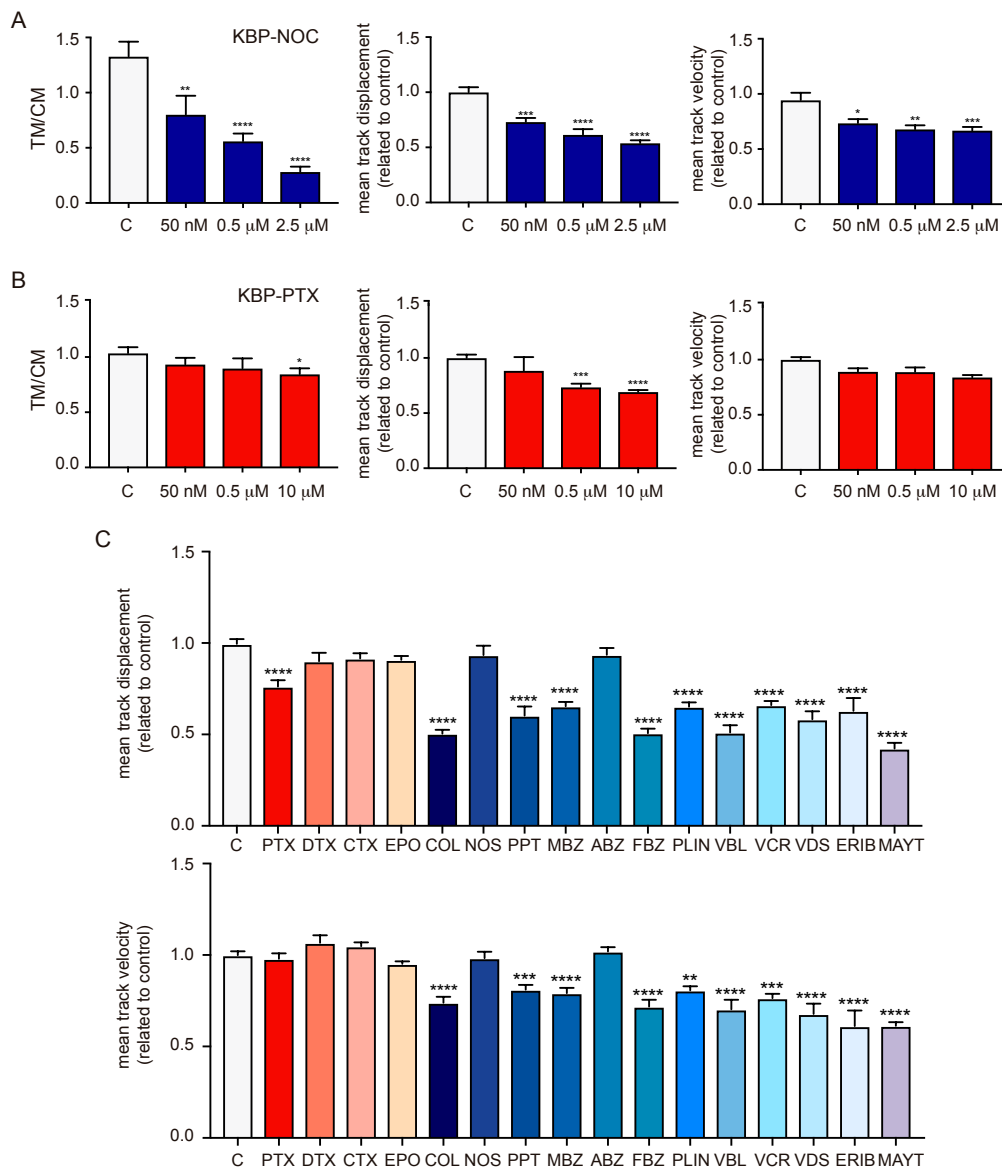 A
KBP-NOC
TM/CM
1.5
1.0
0.5
0.0
**
****
****
C 50 nM 0.5 μM 2.5 μM
mean track displacement
(related to control)
1.5
1.0
0.5
0.0
***
****
****
C 50 nM 0.5 μM 2.5 μM
mean track velocity
(related to control)
1.5
1.0
0.5
0.0
*
**
***
C 50 nM 0.5 μM 2.5 μM
B
KBP-PTX
TM/CM
1.5
1.0
0.5
0.0
*
C 50 nM 0.5 μM 10 μM
mean track displacement
(related to control)
1.5
1.0
0.5
0.0
***
****
C 50 nM 0.5 μM 10 μM
mean track velocity
(related to control)
1.5
1.0
0.5
0.0
C 50 nM 0.5 μM 10 μM
C
mean track displacement
(related to control)
1.5
1.0
0.5
0.0
**** **** **** **** **** **** **** **** **** **** ****
C PTX DTX CTX EPO COL NOS PPT MBZ ABZ FBZ PLIN VBL VCR VDS ERIB MAYT
mean track velocity
(related to control)
1.5
1.0
0.5
0.0
**** *** **** **** ** **** *** **** **** ****
C PTX DTX CTX EPO COL NOS PPT MBZ ABZ FBZ PLIN VBL VCR VDS ERIB MAYT